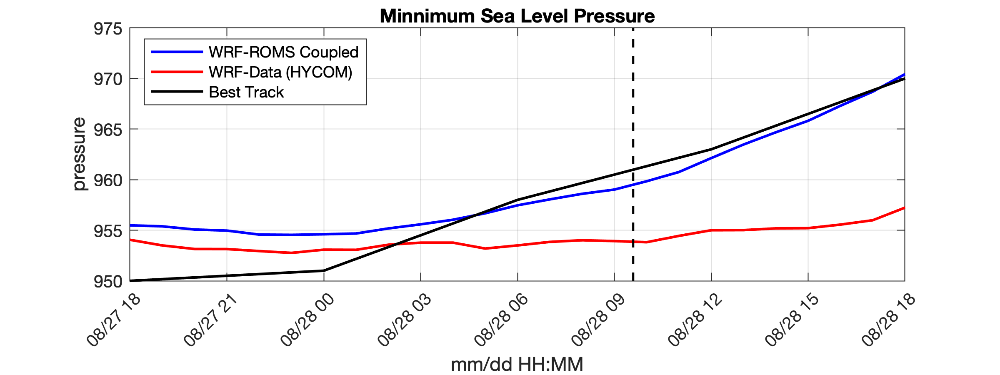 Minnimum Sea Level Pressure
975
970
965
960
955
950
pressure
WRF-ROMS Coupled
WRF-Data (HYCOM)
Best Track
08/27 18
08/27 21
08/28 00
08/28 03
08/28 06
08/28 09
08/28 12
08/28 15
08/28 18
mm/dd HH:MM